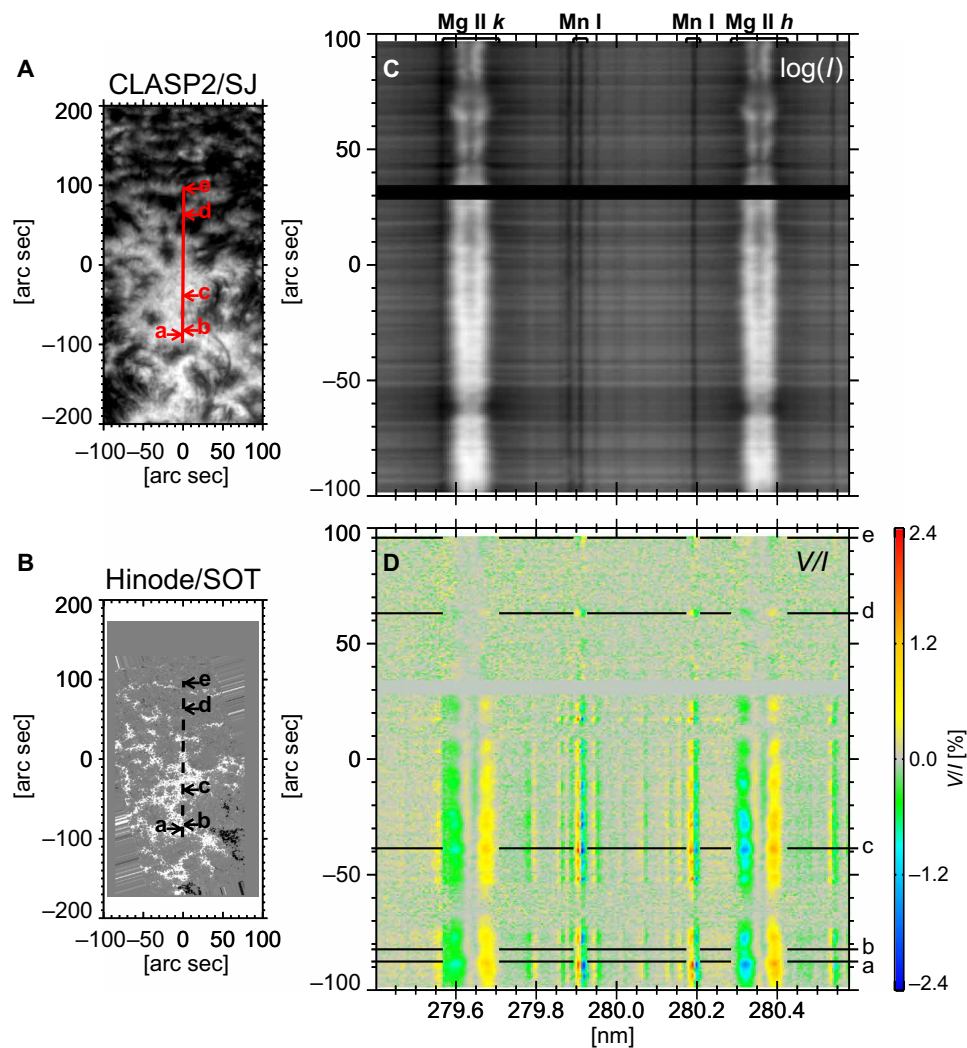 Mg II k Mn I Mn I Mg II h
A
CLASP2/SJ
200
100
0
–100
–200
[arc sec]
–100 –50 0 50 100
[arc sec]
e
d
c
a b
[arc sec]
100
50
0
–50
–100
C
log(I)
B
Hinode/SOT
200
100
0
–100
–200
[arc sec]
–100 –50 0 50 100
[arc sec]
e
d
c
a b
[arc sec]
100
50
0
–50
–100
D
V/I
e
d
c
b
a
279.6 279.8 280.0 280.2 280.4
[nm]
2.4
1.2
0.0
–1.2
–2.4
V/I [%]